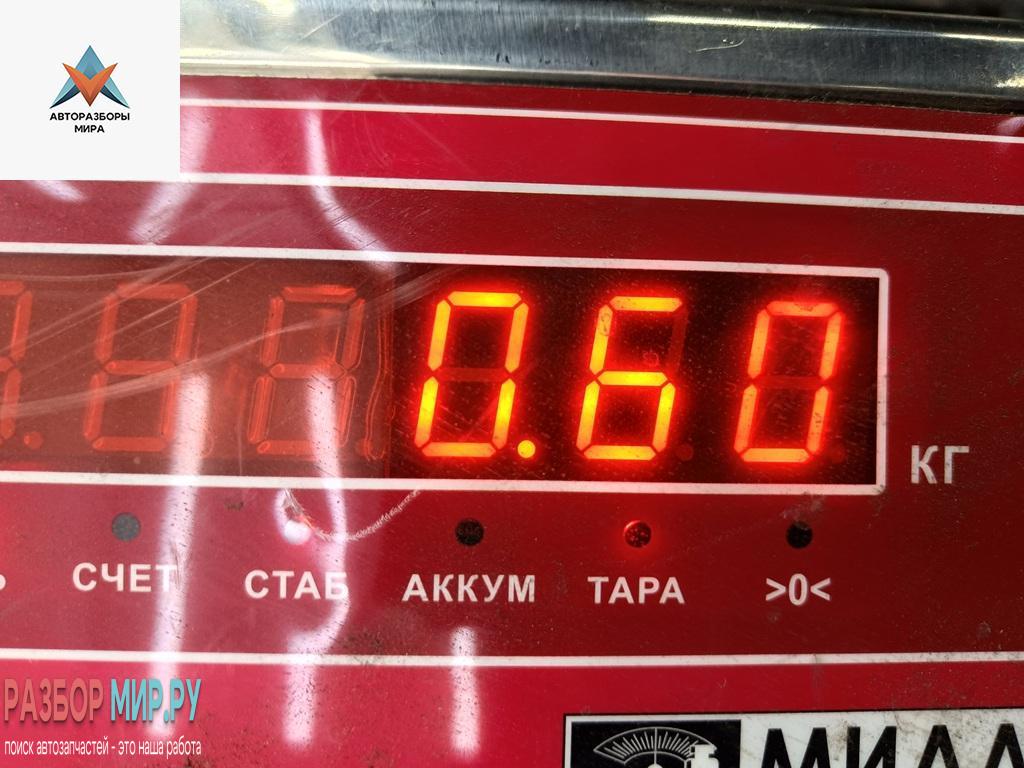 АВТОРАЗБОРЫ
МИРА
0.60
КГ
СЧЕТ СТАБ АККУМ ТАРА >0<
РАЗБОР МИР.РУ
поиск автозапчастей - это наша работа